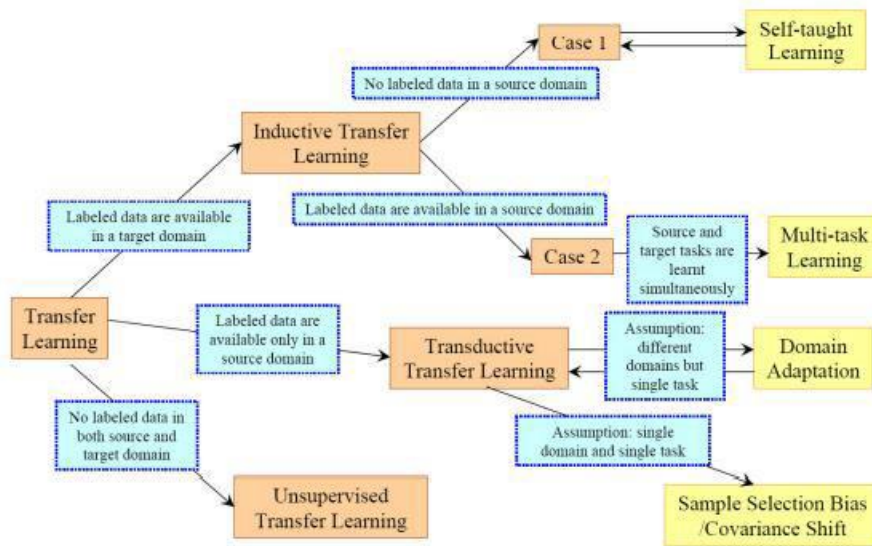 Case 1
Self-taught
Learning
No labeled data in a source domain
Inductive Transfer
Learning
Labeled data are available
in a target domain
Labeled data are available in a source domain
Case 2
Source and
target tasks are
learnt
simultaneously
Multi-task
Learning
Transfer
Learning
Labeled data are
available only in a
source domain
Transductive
Transfer Learning
Assumption:
different
domains but
single task
Domain
Adaptation
No labeled data in
both source and
target domain
Assumption: single
domain and single task
Unsupervised
Transfer Learning
Sample Selection Bias
/Covariance Shift